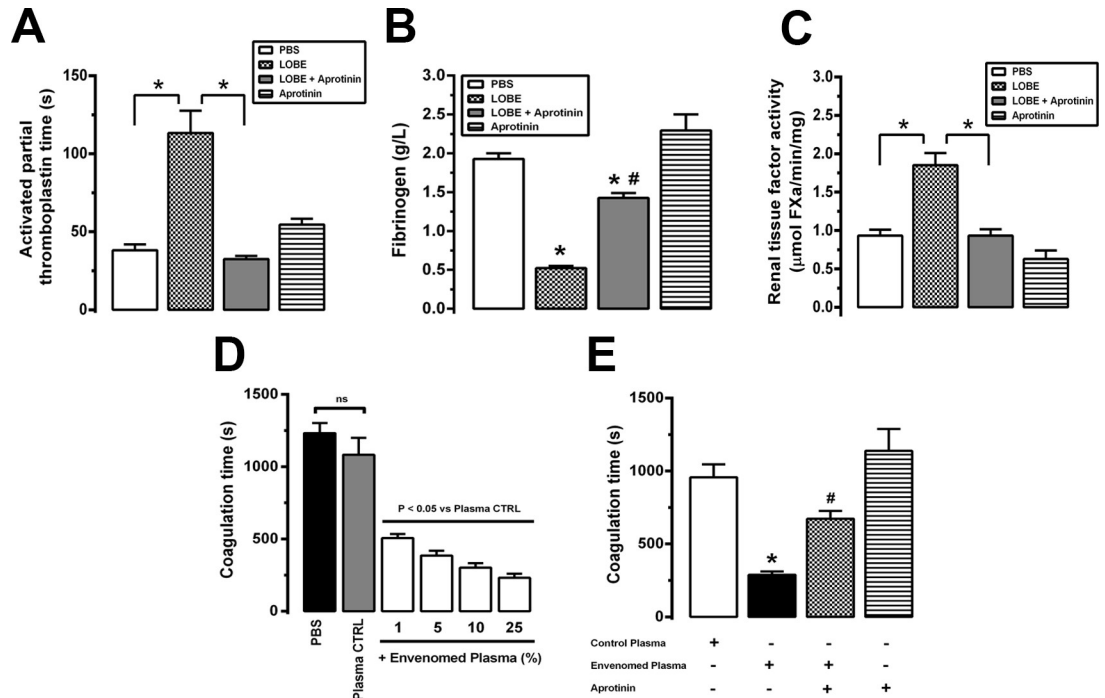 A
PBS
LOBE
LOBE + Aprotinin
Aprotinin
Activated partial
thromboplastin time (s)
150
100
50
0
*
*
B
PBS
LOBE
LOBE + Aprotinin
Aprotinin
Fibrinogen (g/L)
3.0
2.5
2.0
1.5
1.0
0.5
0.0
*
* #
C
PBS
LOBE
LOBE + Aprotinin
Aprotinin
Renal tissue factor activity
(µmol FXa/min/mg)
3.0
2.5
2.0
1.5
1.0
0.5
0.0
*
*
D
Coagulation time (s)
1500
1000
500
0
ns
P < 0.05 vs Plasma CTRL
PBS
Plasma CTRL
1 5 10 25
+ Envenomed Plasma (%)
E
Coagulation time (s)
1500
1000
500
0
*
#
Control Plasma + - - -
Envenomed Plasma - + + -
Aprotinin - - + +